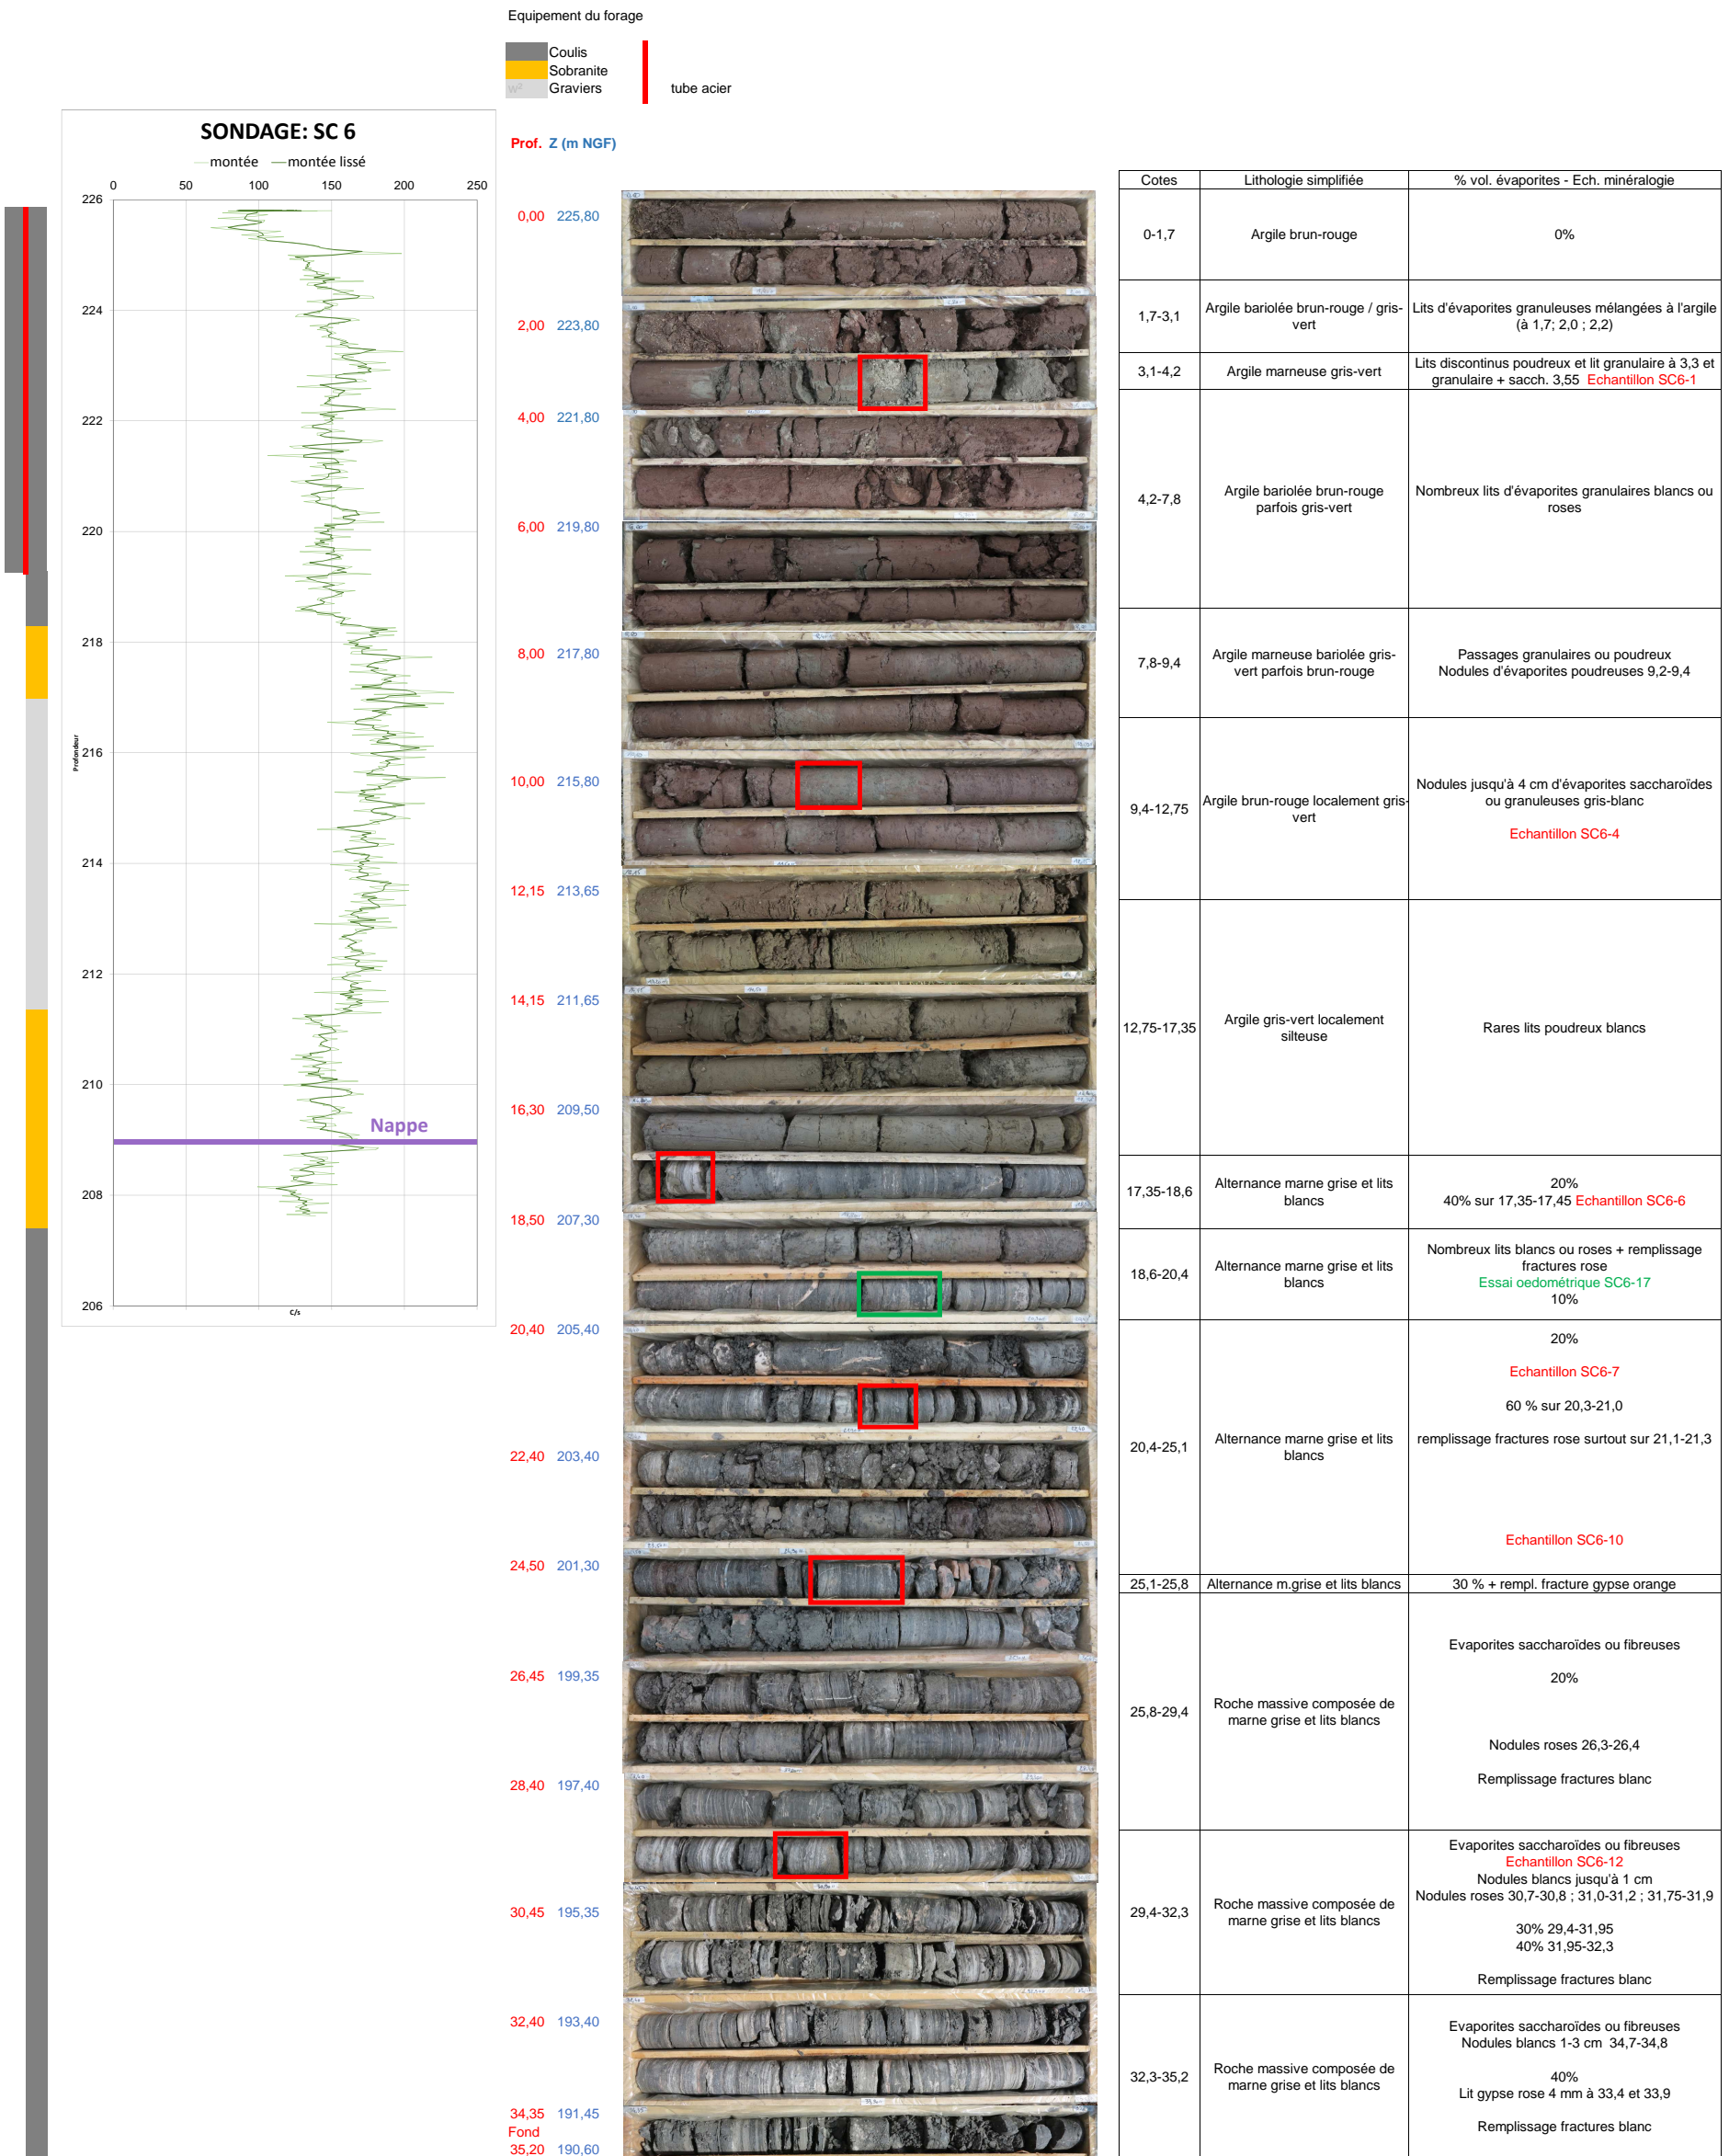 Equipement du forage
Coulis
Sobranite
Graviers
tube acier
SONDAGE: SC 6
montée montée lissé
0 50 100 150 200 250
226
224
222
220
218
216
214
212
210
208
206
Profondeur
C/s
Nappe
Prof. Z (m NGF)
0,00 225,80
2,00 223,80
4,00 221,80
6,00 219,80
8,00 217,80
10,00 215,80
12,15 213,65
14,15 211,65
16,30 209,50
18,50 207,30
20,40 205,40
22,40 203,40
24,50 201,30
26,45 199,35
28,40 197,40
30,45 195,35
32,40 193,40
34,35 191,45
Fond
35,20 190,60
Cotes Lithologie simplifiée % vol. évaporites - Ech. minéralogie
0-1,7 Argile brun-rouge 0%
1,7-3,1 Argile bariolée brun-rouge / gris-
vert
Lits d'évaporites granuleuses mélangées à l'argile
(à 1,7; 2,0 ; 2,2)
3,1-4,2 Argile marneuse gris-vert
Lits discontinus poudreux et lit granulaire à 3,3 et
granulaire + sacch. 3,55 Echantillon SC6-1
4,2-7,8 Argile bariolée brun-rouge
parfois gris-vert
Nombreux lits d'évaporites granulaires blancs ou
roses
7,8-9,4 Argile marneuse bariolée gris-
vert parfois brun-rouge
Passages granulaires ou poudreux
Nodules d'évaporites poudreuses 9,2-9,4
9,4-12,75 Argile brun-rouge localement gris-
vert
Nodules jusqu'à 4 cm d'évaporites saccharoïdes
ou granuleuses gris-blanc
Echantillon SC6-4
12,75-17,35 Argile gris-vert localement
silteuse
Rares lits poudreux blancs
17,35-18,6 Alternance marne grise et lits
blancs
20%
40% sur 17,35-17,45 Echantillon SC6-6
18,6-20,4 Alternance marne grise et lits
blancs
Nombreux lits blancs ou roses + remplissage
fractures rose
Essai oedométrique SC6-17
10%
20,4-25,1 Alternance marne grise et lits
blancs
20%
Echantillon SC6-7
60 % sur 20,3-21,0
remplissage fractures rose surtout sur 21,1-21,3
Echantillon SC6-10
25,1-25,8 Alternance m.grise et lits blancs 30 % + rempl. fracture gypse orange
25,8-29,4 Roche massive composée de
marne grise et lits blancs
Evaporites saccharoïdes ou fibreuses
20%
Nodules roses 26,3-26,4
Remplissage fractures blanc
29,4-32,3 Roche massive composée de
marne grise et lits blancs
Evaporites saccharoïdes ou fibreuses
Echantillon SC6-12
Nodules blancs jusqu'à 1 cm
Nodules roses 30,7-30,8 ; 31,0-31,2 ; 31,75-31,9
30% 29,4-31,95
40% 31,95-32,3
Remplissage fractures blanc
32,3-35,2 Roche massive composée de
marne grise et lits blancs
Evaporites saccharoïdes ou fibreuses
Nodules blancs 1-3 cm 34,7-34,8
40%
Lit gypse rose 4 mm à 33,4 et 33,9
Remplissage fractures blanc